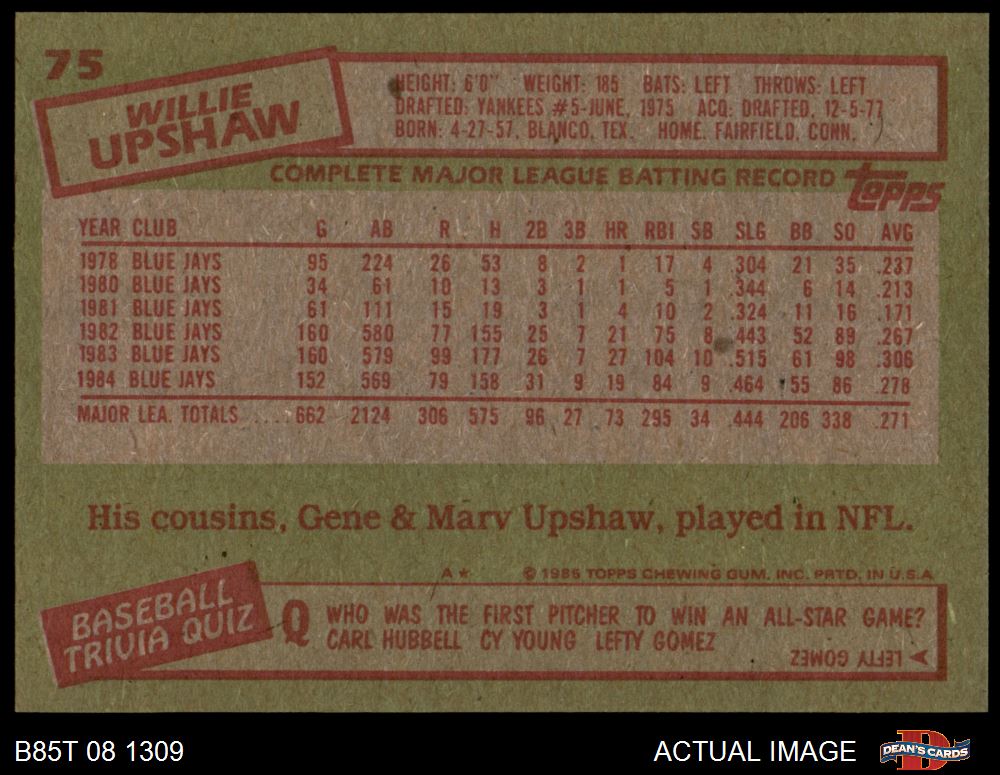 75
WILLIE
UPSHAW
HEIGHT: 6'0" WEIGHT: 185 BATS: LEFT THROWS: LEFT
DRAFTED: YANKEES #5-JUNE, 1975 ACQ: DRAFTED, 12-5-77
BORN: 4-27-57, BLANCO, TEX. HOME: FAIRFIELD, CONN.
COMPLETE MAJOR LEAGUE BATTING RECORD topps
YEAR CLUB G AB R H 2B 3B HR RBI SB SLG BB SO AVG
1978 BLUE JAYS 95 224 26 53 8 2 1 17 4 .304 21 35 .237
1980 BLUE JAYS 34 61 10 13 3 1 1 5 1 .344 6 14 .213
1981 BLUE JAYS 61 111 15 19 3 1 4 10 2 .324 11 16 .171
1982 BLUE JAYS 160 580 77 155 25 7 21 75 8 .443 52 89 .267
1983 BLUE JAYS 160 579 99 177 26 7 27 104 10 .515 61 98 .306
1984 BLUE JAYS 152 569 79 158 31 9 19 84 9 .464 55 86 .278
MAJOR LEA. TOTALS .... 662 2124 306 575 96 27 73 295 34 .444 206 338 .271
His cousins, Gene & Marv Upshaw, played in NFL.
A* © 1985 TOPPS CHEWING GUM, INC. PRTD. IN U.S.A.
BASEBALL
TRIVIA QUIZ
Q WHO WAS THE FIRST PITCHER TO WIN AN ALL-STAR GAME?
CARL HUBBELL CY YOUNG LEFTY GOMEZ
LEFTY GOMEZ
B85T 08 1309
ACTUAL IMAGE
D
DEAN'S CARDS